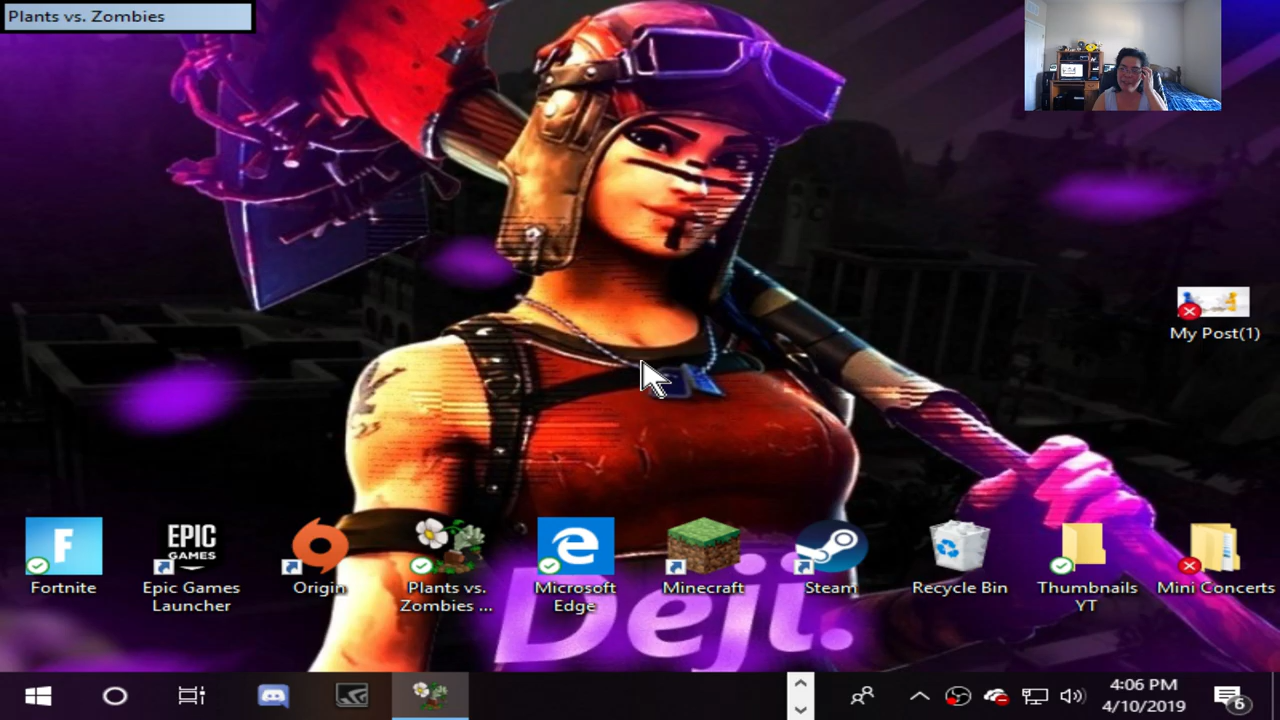 Plants vs. Zombies
My Post(1)
F
EPIC
GAMES
Fortnite
Epic Games
Launcher
Origin
Plants vs.
Zombies ...
Microsoft
Edge
Minecraft
Steam
Recycle Bin
Thumbnails
YT
Mini Concerts
Deji.
4:06 PM
4/10/2019
6